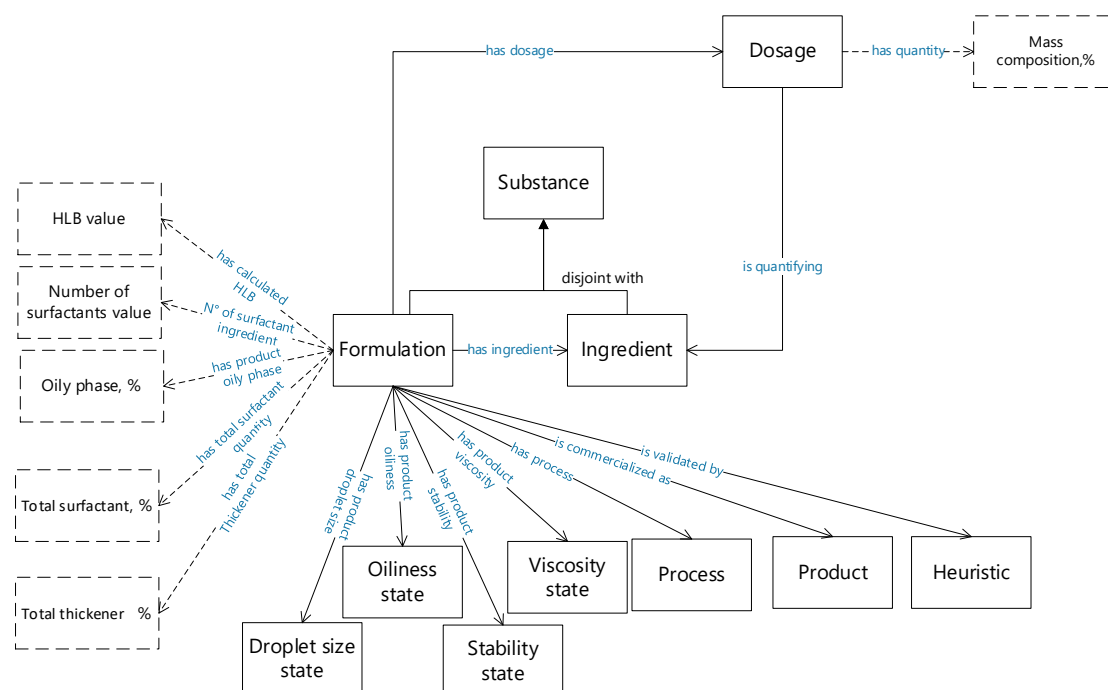 has dosage
Dosage
has quantity
Mass
composition,%
Substance
HLB value
has calculated
HLB
is quantifying
disjoint with
Number of
surfactants value
N° of surfactant
ingredient
Formulation
has ingredient
Ingredient
has product
oily phase
Oily phase, %
has total surfactant
quantity
has total
Thickener quantity
Total surfactant, %
Total thickener %
has product
droplet size
has product
oiliness
has product
stability
has product
viscosity
has process
is commercialized as
is validated by
Oiliness
state
Viscosity
state
Process
Product
Heuristic
Droplet size
state
Stability
state